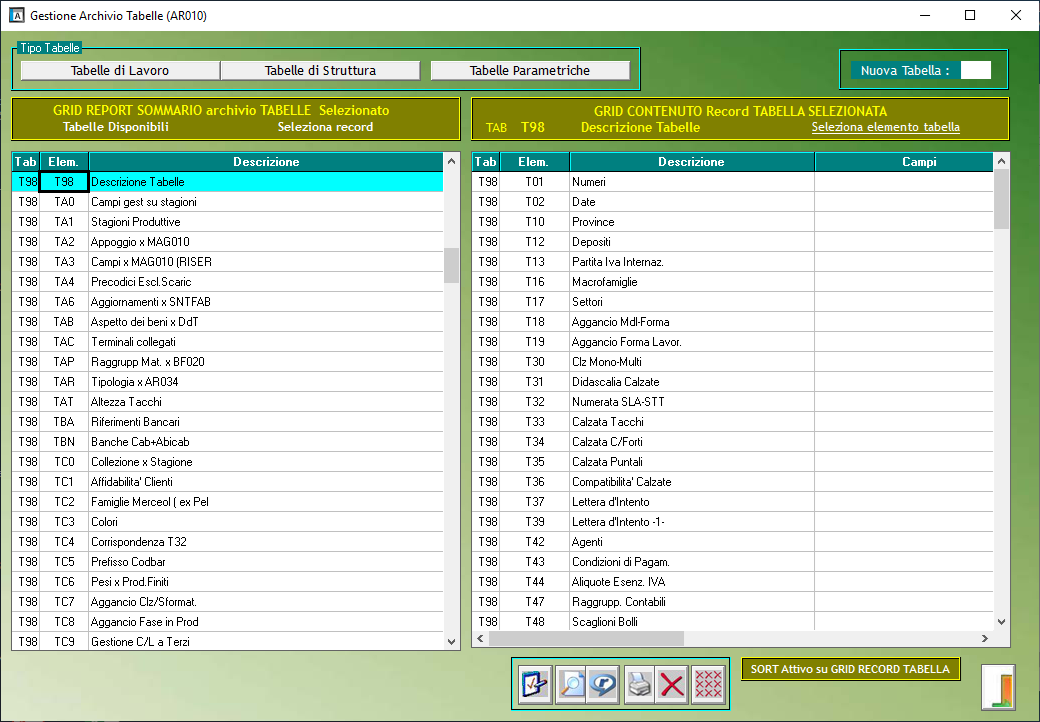 Gestione Archivio Tabelle (AR010)
Tipo Tabelle
Tabelle di Lavoro Tabelle di Struttura Tabelle Parametriche
Nuova Tabella :
GRID REPORT SOMMARIO archivio TABELLE Selezionato
Tabelle Disponibili Seleziona record
GRID CONTENUTO Record TABELLA SELEZIONATA
TAB T98 Descrizione Tabelle Seleziona elemento tabella
Tab Elem. Descrizione
T98 T98 Descrizione Tabelle
T98 TA0 Campi gest su stagioni
T98 TA1 Stagioni Produttive
T98 TA2 Appoggio x MAG010
T98 TA3 Campi x MAG010 (RISER
T98 TA4 Precodici Escl.Scaric
T98 TA6 Aggiornamenti x SNTFAB
T98 TAB Aspetto dei beni x DdT
T98 TAC Terminali collegati
T98 TAP Raggrupp Mat. x BF020
T98 TAR Tipologia x AR034
T98 TAT Altezza Tacchi
T98 TBA Riferimenti Bancari
T98 TBN Banche Cab+Abicab
T98 TC0 Collezione x Stagione
T98 TC1 Affidabilita' Clienti
T98 TC2 Famiglie Merceol ( ex Pel
T98 TC3 Colori
T98 TC4 Corrispondenza T32
T98 TC5 Prefisso Codbar
T98 TC6 Pesi x Prod.Finiti
T98 TC7 Aggancio Clz/Sformat.
T98 TC8 Aggancio Fase in Prod
T98 TC9 Gestione C/L a Terzi
Tab Elem. Descrizione Campi
T98 T01 Numeri
T98 T02 Date
T98 T10 Province
T98 T12 Depositi
T98 T13 Partita Iva Internaz.
T98 T16 Macrofamiglie
T98 T17 Settori
T98 T18 Aggancio Mdl-Forma
T98 T19 Aggancio Forma Lavor.
T98 T30 Clz Mono-Multi
T98 T31 Didascalia Calzate
T98 T32 Numerata SLA-STT
T98 T33 Calzata Tacchi
T98 T34 Calzata C/Forti
T98 T35 Calzata Puntali
T98 T36 Compatibilita' Calzate
T98 T37 Lettera d'Intento
T98 T39 Lettera d'Intento -1-
T98 T42 Agenti
T98 T43 Condizioni di Pagam.
T98 T44 Aliquote Esenz. IVA
T98 T47 Raggrupp. Contabili
T98 T48 Scaglioni Bolli
SORT Attivo su GRID RECORD TABELLA